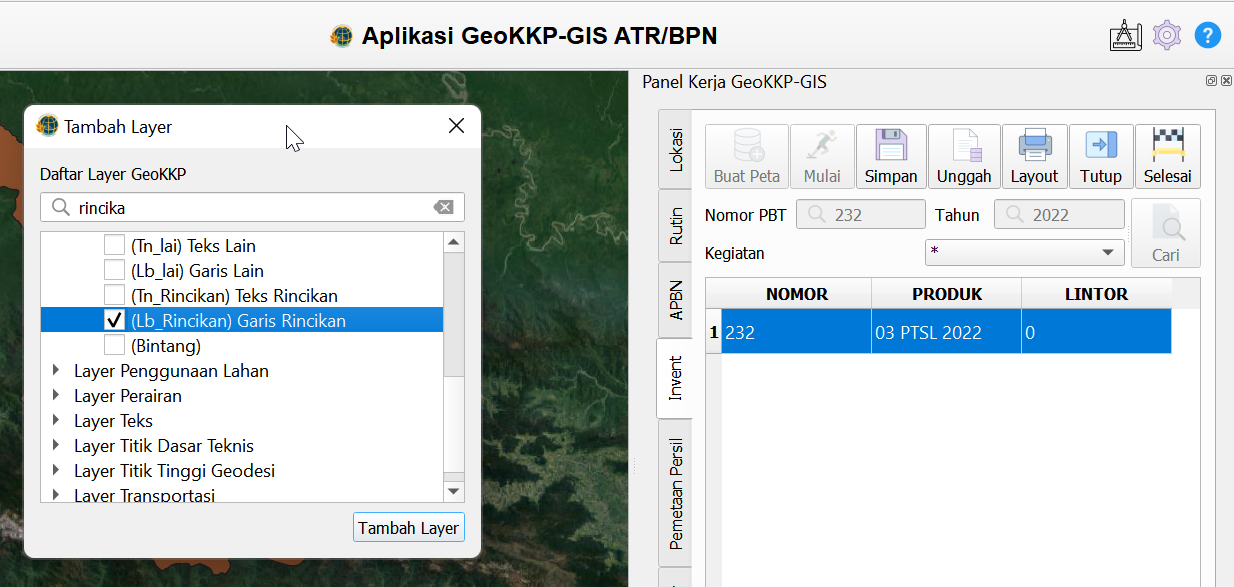 Aplikasi GeoKKP-GIS ATR/BPN
?
Tambah Layer
Daftar Layer GeoKKP
rincika
(Tn_lai) Teks Lain
(Lb_lai) Garis Lain
(Tn_Rincikan) Teks Rincikan
(Lb_Rincikan) Garis Rincikan
(Bintang)
Layer Penggunaan Lahan
Layer Perairan
Layer Teks
Layer Titik Dasar Teknis
Layer Titik Tinggi Geodesi
Layer Transportasi
Tambah Layer
Panel Kerja GeoKKP-GIS
Lokasi
Rutin
APBN
Invent
Pemetaan Persil
Buat Peta Mulai Simpan Unggah Layout Tutup Selesai
Nomor PBT 232 Tahun 2022
Kegiatan * Cari
NOMOR PRODUK LINTOR
1 232 03 PTSL 2022 0